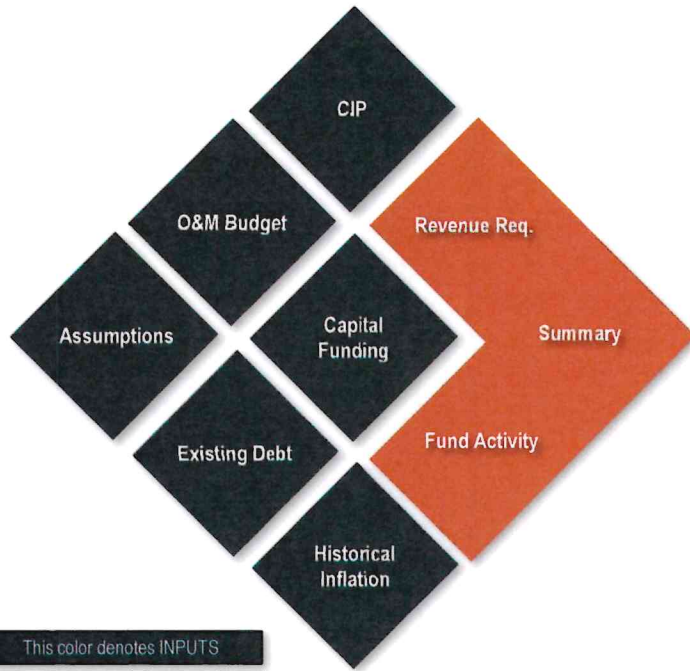 CIP
O&M Budget
Revenue Req.
Assumptions
Capital
Funding
Summary
Existing Debt
Fund Activity
Historical
Inflation
This color denotes INPUTS